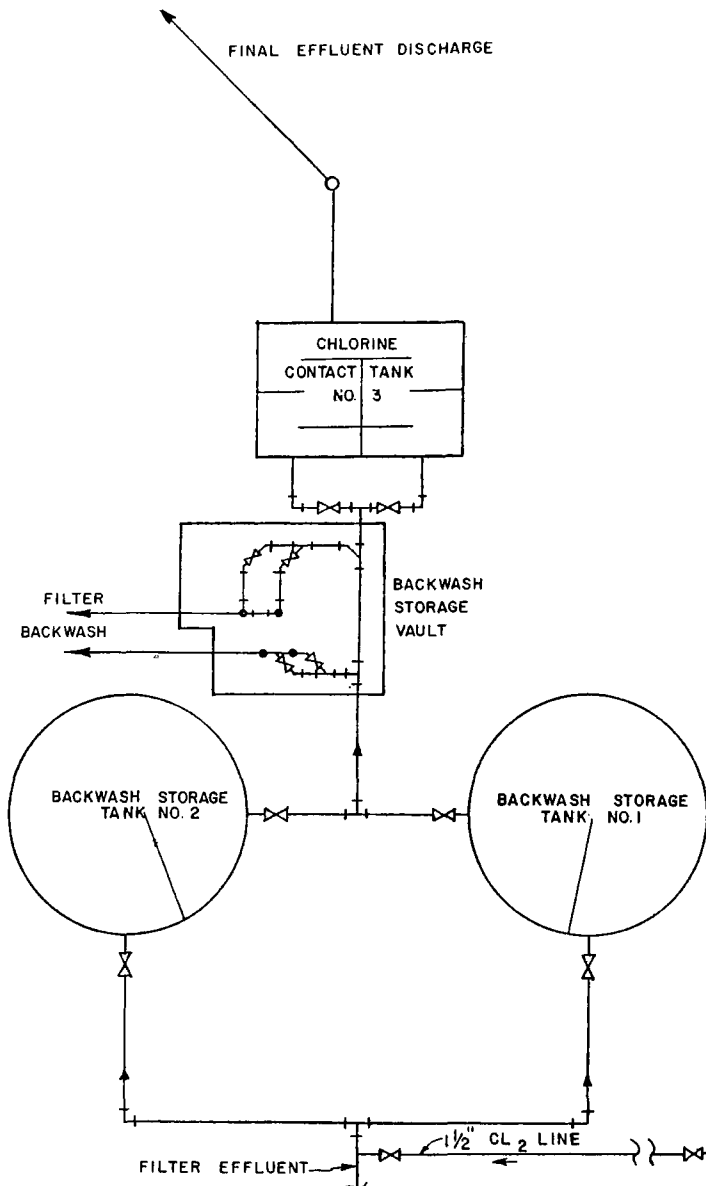 FINAL EFFLUENT DISCHARGE
CHLORINE
CONTACT TANK
NO. 3
BACKWASH
STORAGE
VAULT
FILTER
BACKWASH
BACKWASH STORAGE
TANK NO. 2
BACKWASH STORAGE
TANK NO. 1
1½" CL₂ LINE
FILTER EFFLUENT